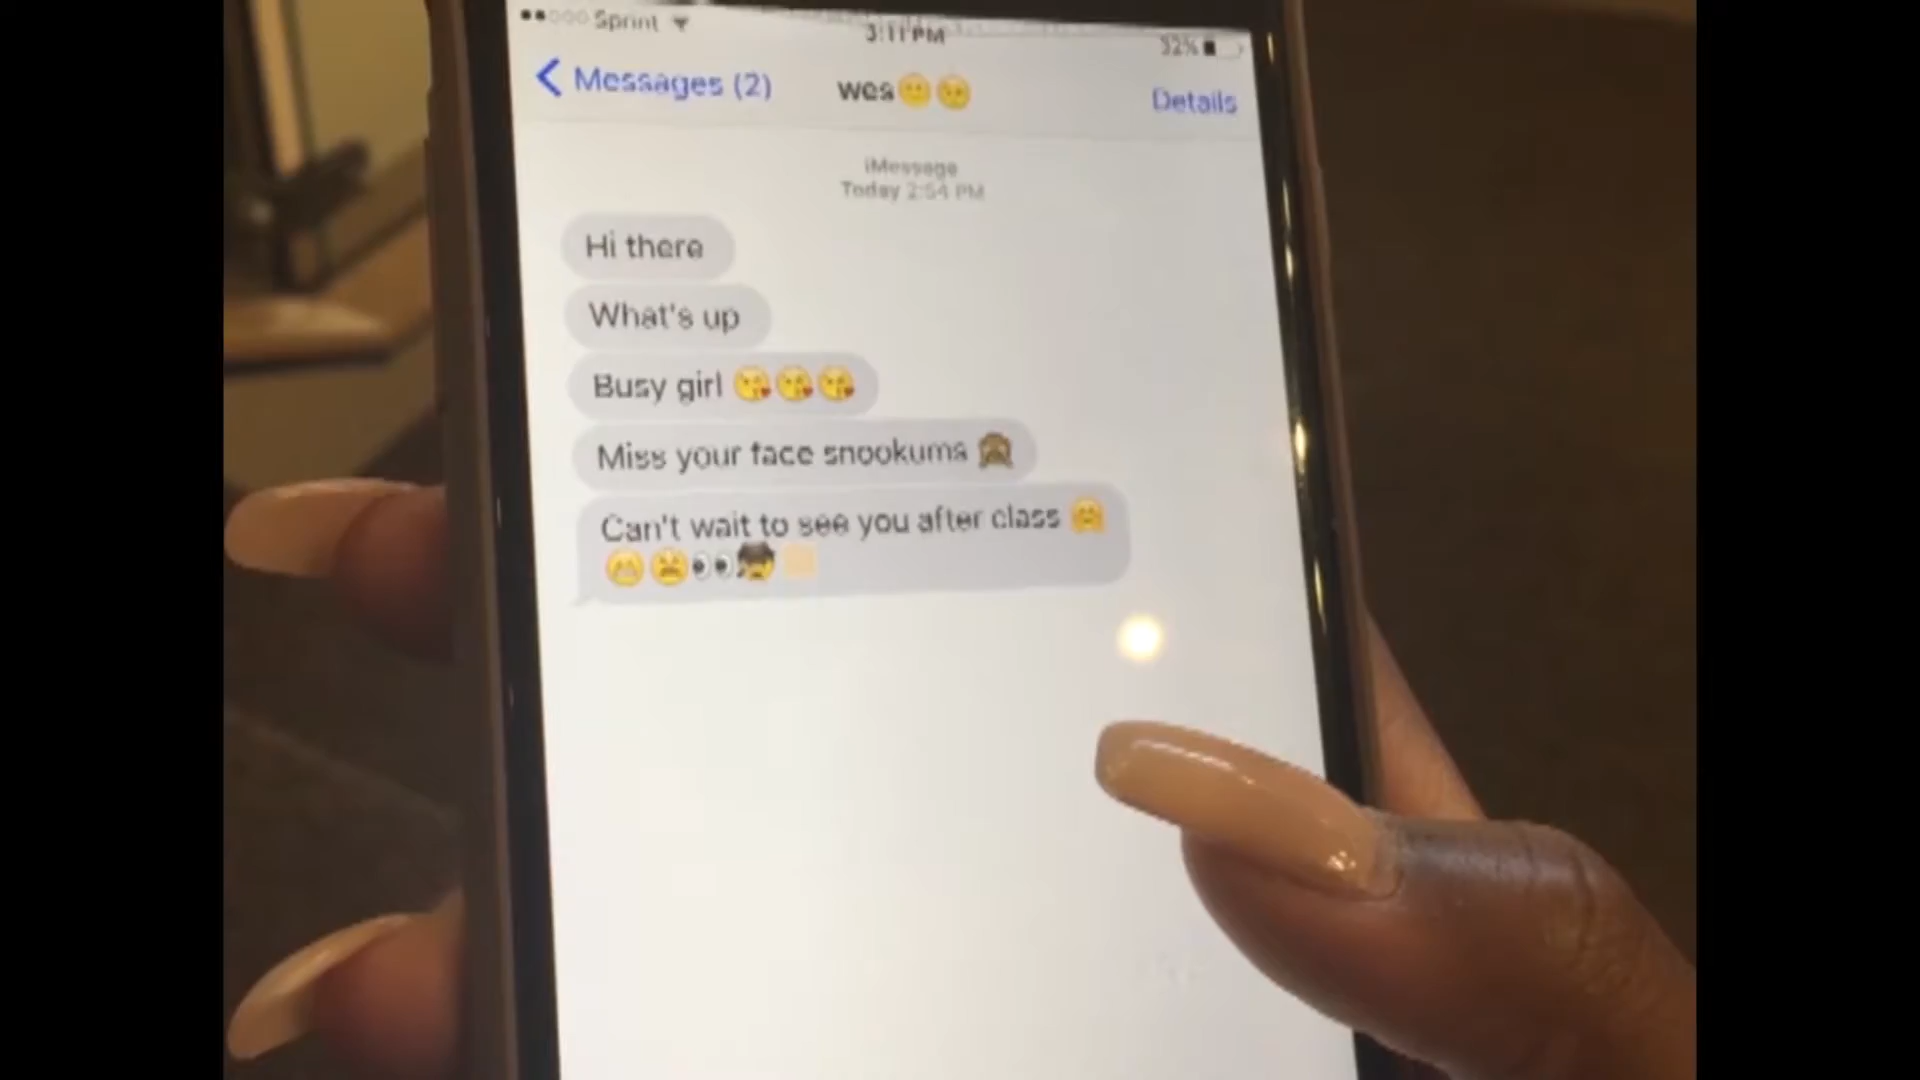 Sprint
3:11 PM
32%
Messages (2)
wes🙂😉
Details
iMessage
Today 2:54 PM
Hi there
What's up
Busy girl 😘😘😘
Miss your face snookums 🙈
Can't wait to see you after class 🤗